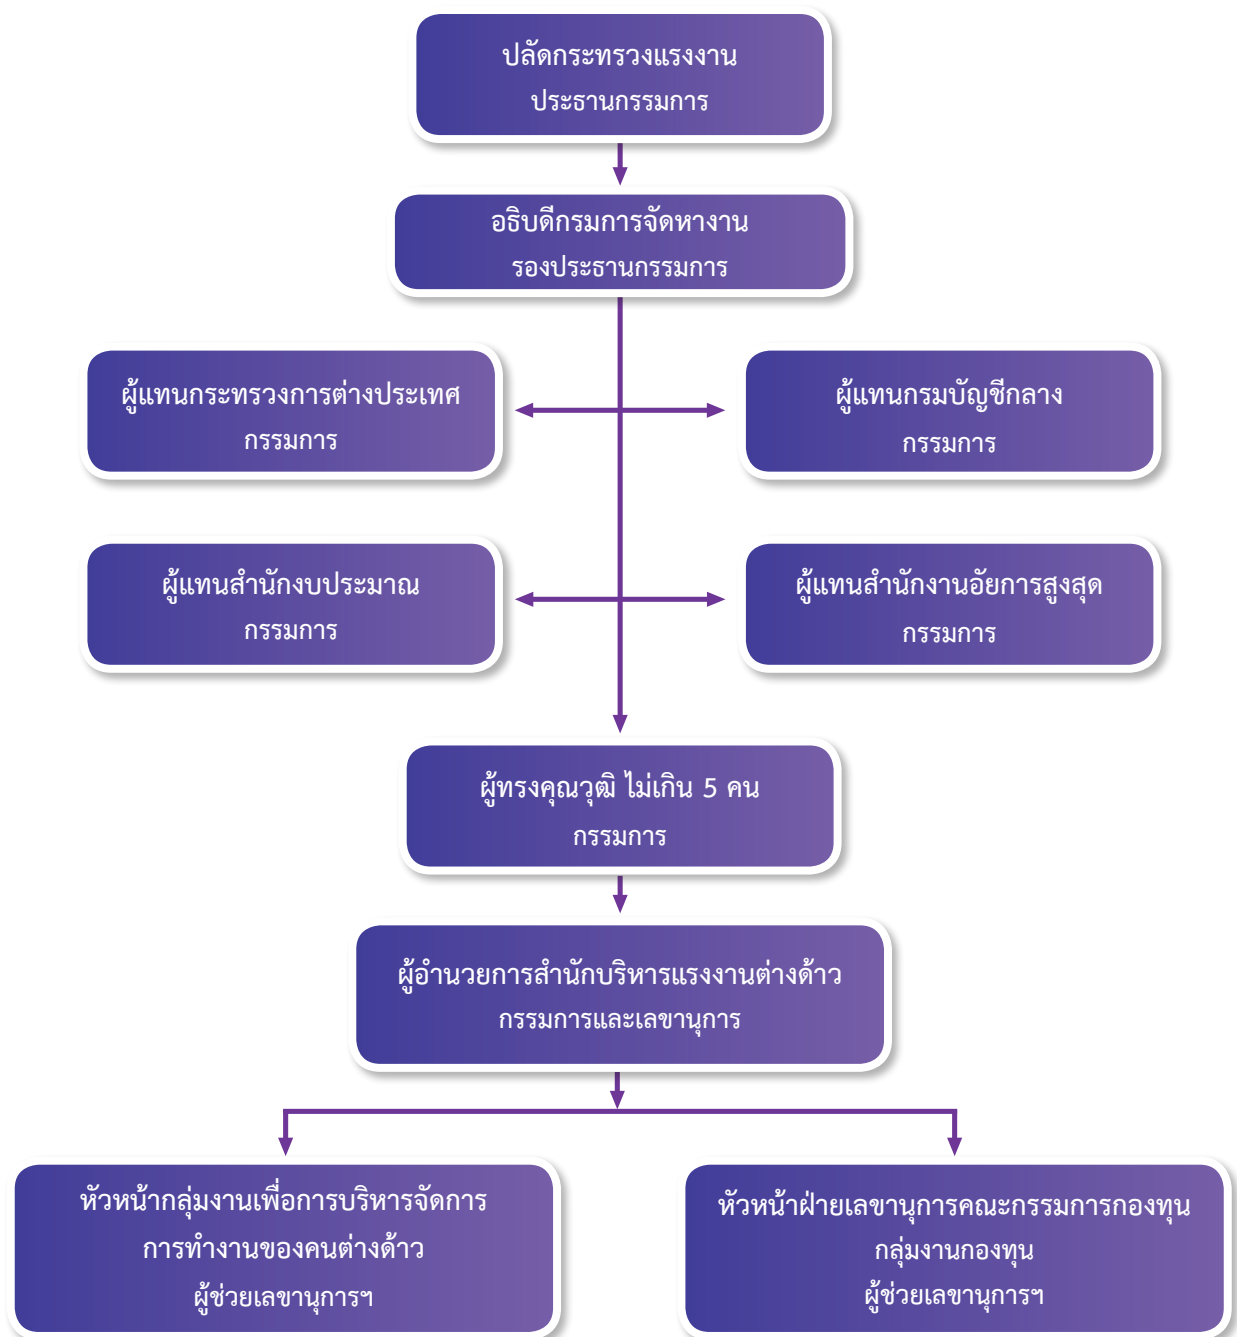 ปลัดกระทรวงแรงงาน
ประธานกรรมการ
อธิบดีกรมการจัดหางาน
รองประธานกรรมการ
ผู้แทนกระทรวงการต่างประเทศ
กรรมการ
ผู้แทนกรมบัญชีกลาง
กรรมการ
ผู้แทนสำนักงบประมาณ
กรรมการ
ผู้แทนสำนักงานอัยการสูงสุด
กรรมการ
ผู้ทรงคุณวุฒิ ไม่เกิน 5 คน
กรรมการ
ผู้อำนวยการสำนักบริหารแรงงานต่างด้าว
กรรมการและเลขานุการ
หัวหน้ากลุ่มงานเพื่อการบริหารจัดการ
การทำงานของคนต่างด้าว
ผู้ช่วยเลขานุการฯ
หัวหน้าฝ่ายเลขานุการคณะกรรมการกองทุน
กลุ่มงานกองทุน
ผู้ช่วยเลขานุการฯ